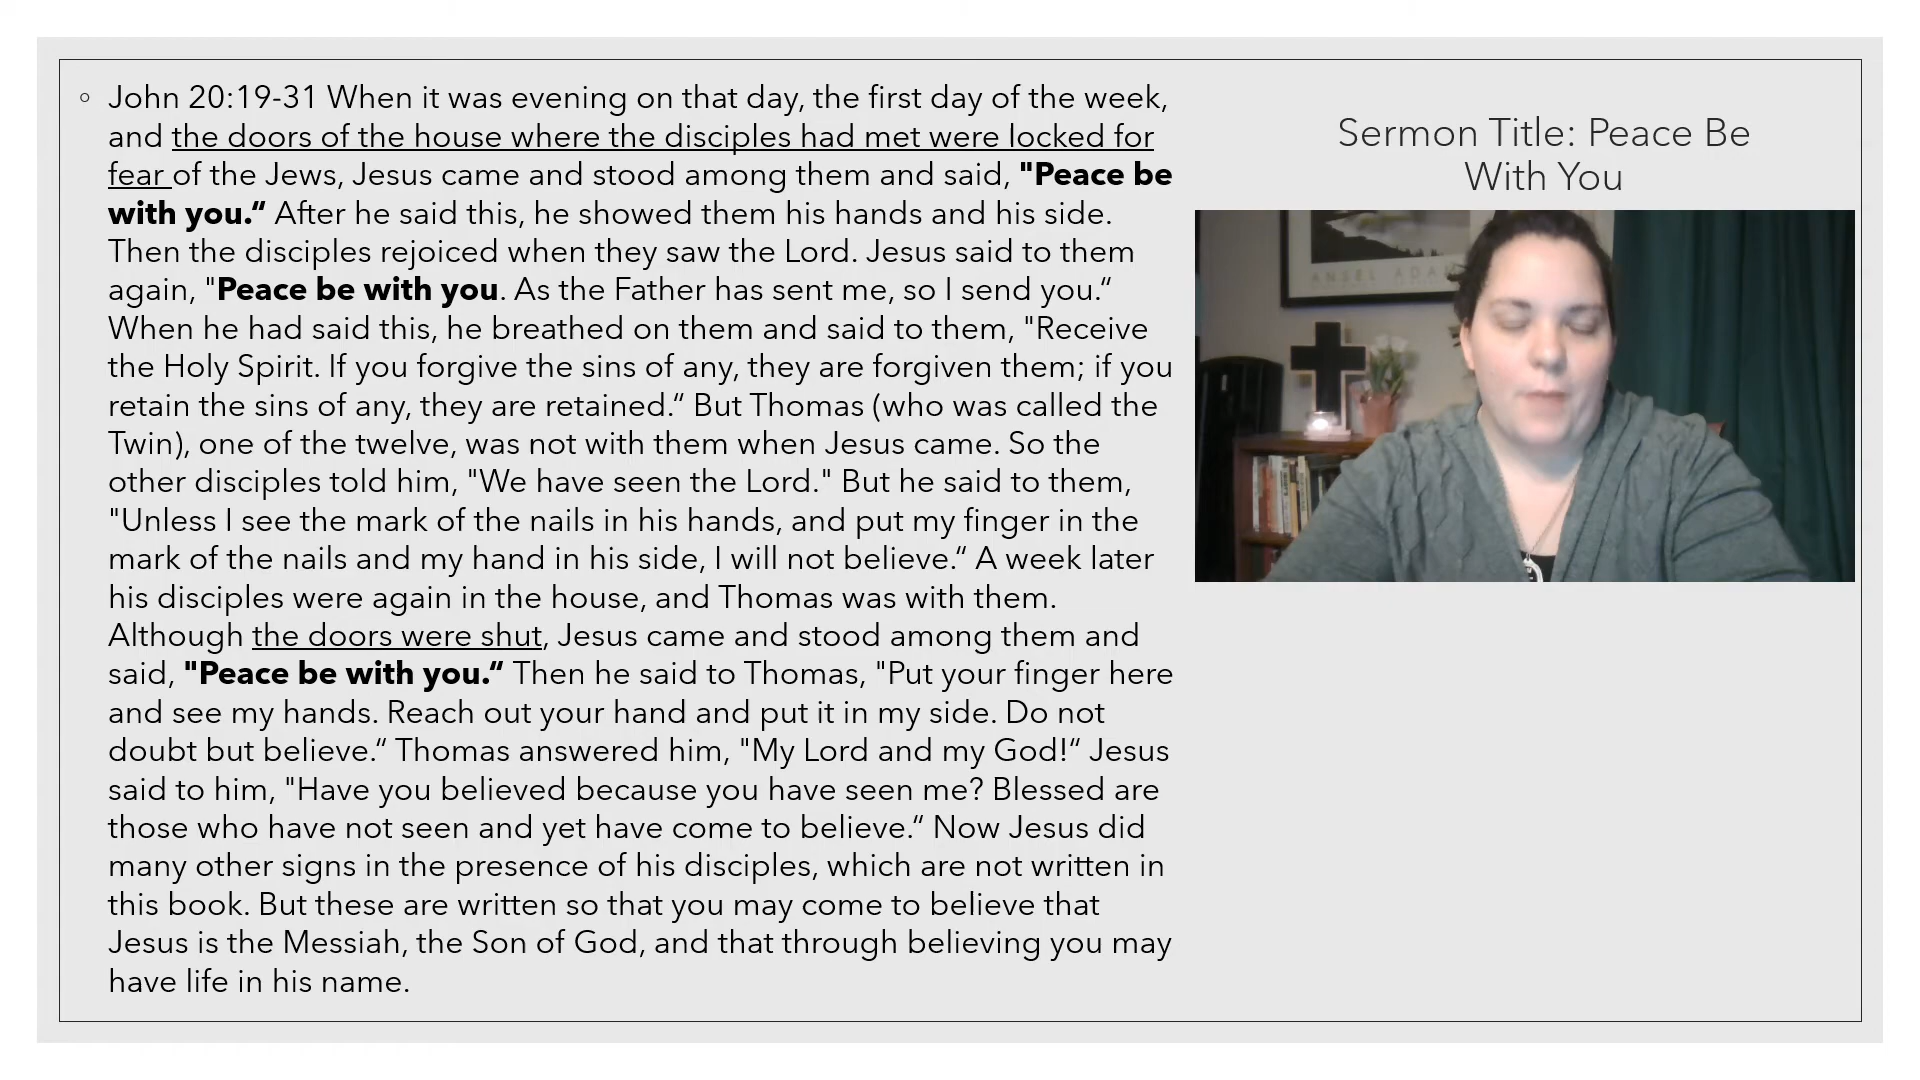 John 20:19-31 When it was evening on that day, the first day of the week,
and the doors of the house where the disciples had met were locked for
fear of the Jews, Jesus came and stood among them and said, "Peace be
with you.“ After he said this, he showed them his hands and his side.
Then the disciples rejoiced when they saw the Lord. Jesus said to them
again, "Peace be with you. As the Father has sent me, so I send you.“
When he had said this, he breathed on them and said to them, "Receive
the Holy Spirit. If you forgive the sins of any, they are forgiven them; if you
retain the sins of any, they are retained.“ But Thomas (who was called the
Twin), one of the twelve, was not with them when Jesus came. So the
other disciples told him, "We have seen the Lord." But he said to them,
"Unless I see the mark of the nails in his hands, and put my finger in the
mark of the nails and my hand in his side, I will not believe.“ A week later
his disciples were again in the house, and Thomas was with them.
Although the doors were shut, Jesus came and stood among them and
said, "Peace be with you.“ Then he said to Thomas, "Put your finger here
and see my hands. Reach out your hand and put it in my side. Do not
doubt but believe.“ Thomas answered him, "My Lord and my God!“ Jesus
said to him, "Have you believed because you have seen me? Blessed are
those who have not seen and yet have come to believe.“ Now Jesus did
many other signs in the presence of his disciples, which are not written in
this book. But these are written so that you may come to believe that
Jesus is the Messiah, the Son of God, and that through believing you may
have life in his name.
Sermon Title: Peace Be
With You
ANSEL ADA